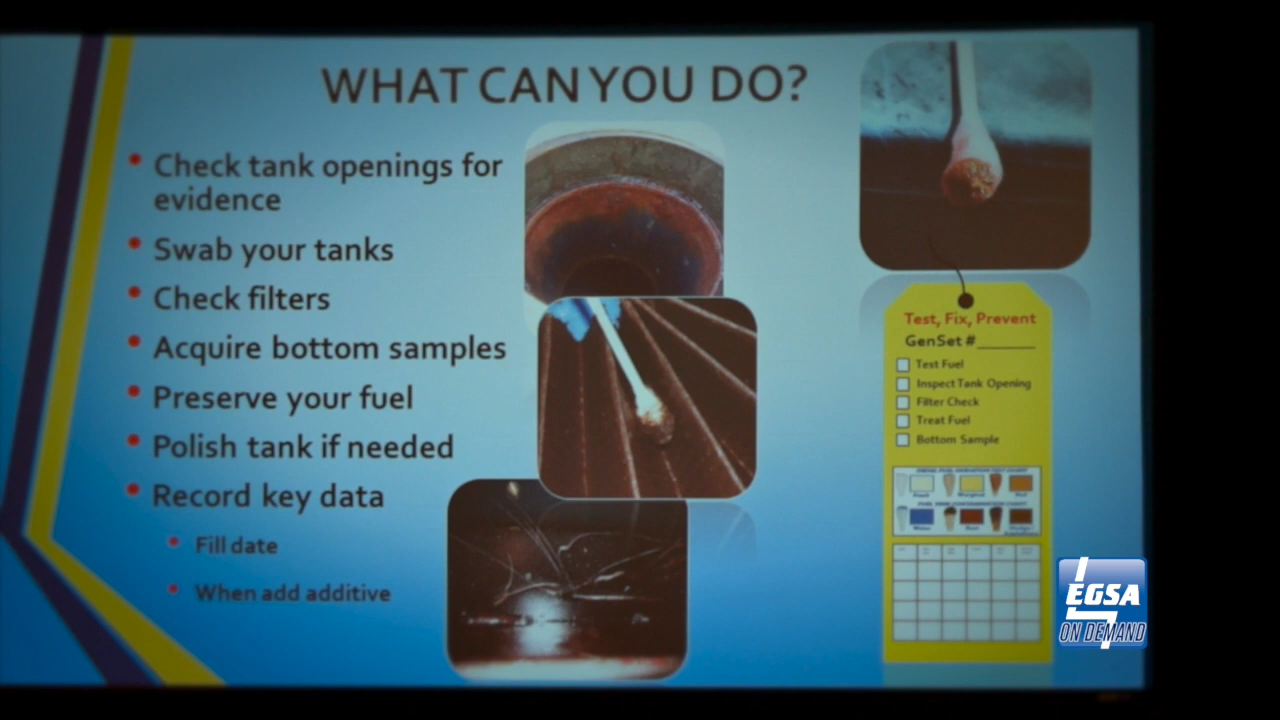 WHAT CAN YOU DO?
Check tank openings for
evidence
Swab your tanks
Check filters
Acquire bottom samples
Preserve your fuel
Polish tank if needed
Record key data
Fill date
When add additive
Test, Fix, Prevent
GenSet #______
Test Fuel
Inspect Tank Opening
Filter Check
Treat Fuel
Bottom Sample
EGSA
ON DEMAND